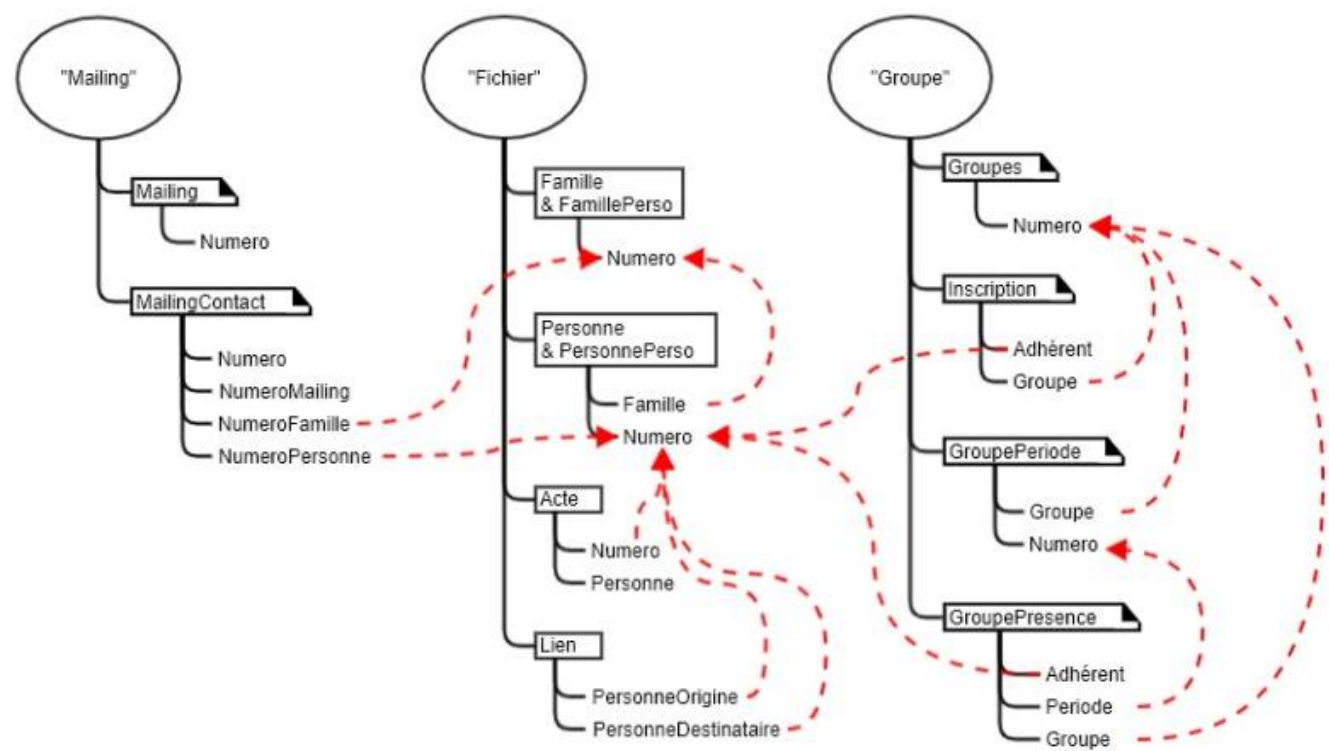 "Mailing"
Mailing
Numero
MailingContact
Numero
NumeroMailing
NumeroFamille
NumeroPersonne
"Fichier"
Famille
& FamillePerso
Numero
Personne
& PersonnePerso
Famille
Numero
Acte
Numero
Personne
Lien
PersonneOrigine
PersonneDestinataire
"Groupe"
Groupes
Numero
Inscription
Adhérent
Groupe
GroupePeriode
Groupe
Numero
GroupePresence
Adhérent
Periode
Groupe